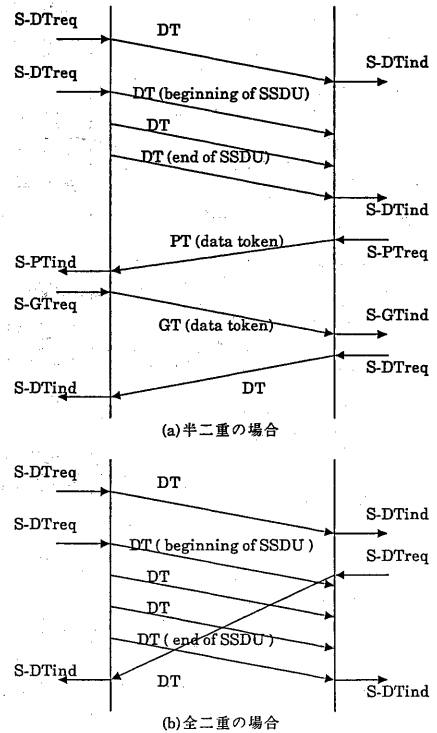 S-DTreq
DT
S-DTind
S-DTreq
DT (beginning of SSDU)
DT
DT (end of SSDU)
S-DTind
PT (data token)
S-PTreq
S-PTind
S-GTreq
S-GTind
GT (data token)
S-DTreq
DT
S-DTind
(a)半二重の場合
S-DTreq
DT
S-DTind
S-DTreq
DT ( beginning of SSDU )
S-DTreq
DT
DT
DT ( end of SSDU )
S-DTind
DT
S-DTind
(b)全二重の場合